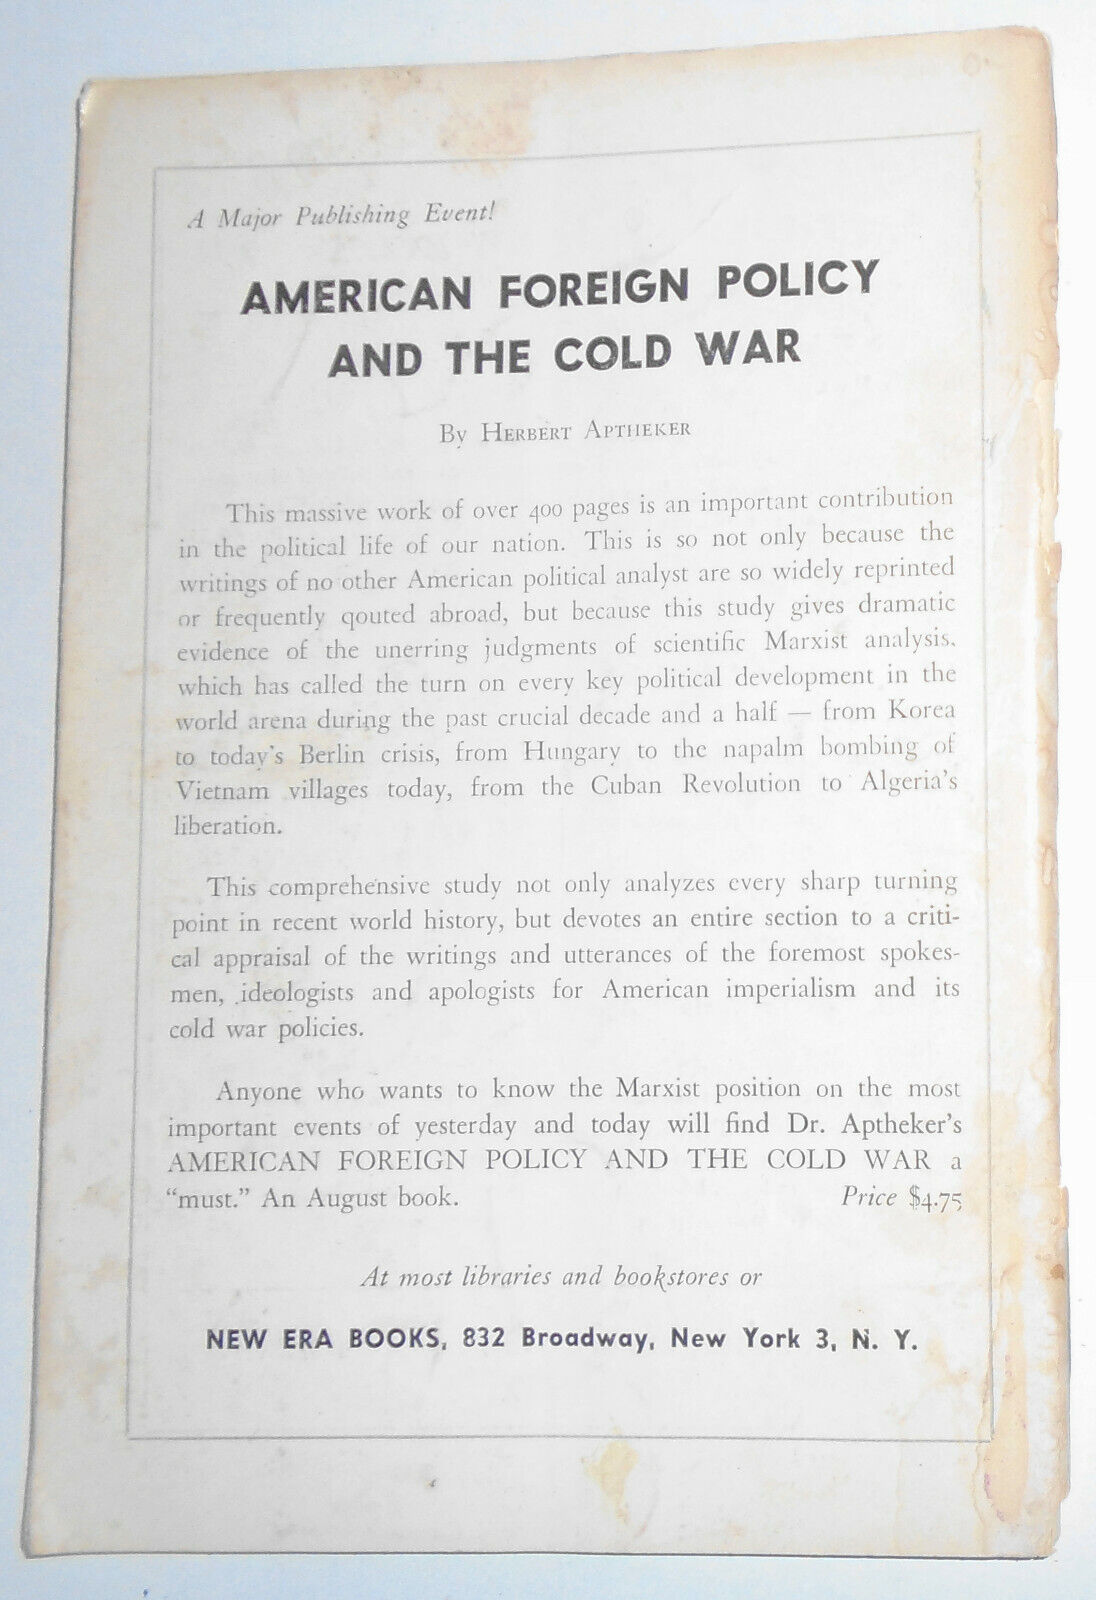 A Major Publishing Event!
AMERICAN FOREIGN POLICY
AND THE COLD WAR
By HERBERT APTHEKER
This massive work of over 400 pages is an important contribution
in the political life of our nation. This is so not only because the
writings of no other American political analyst are so widely reprinted
or frequently qouted abroad, but because this study gives dramatic
evidence of the unerring judgments of scientific Marxist analysis,
which has called the turn on every key political development in the
world arena during the past crucial decade and a half — from Korea
to today's Berlin crisis, from Hungary to the napalm bombing of
Vietnam villages today, from the Cuban Revolution to Algeria's
liberation.
This comprehensive study not only analyzes every sharp turning
point in recent world history, but devotes an entire section to a criti-
cal appraisal of the writings and utterances of the foremost spokes-
men, ideologists and apologists for American imperialism and its
cold war policies.
Anyone who wants to know the Marxist position on the most
important events of yesterday and today will find Dr. Aptheker's
AMERICAN FOREIGN POLICY AND THE COLD WAR a
"must." An August book. Price $4.75
At most libraries and bookstores or
NEW ERA BOOKS, 832 Broadway, New York 3, N. Y.